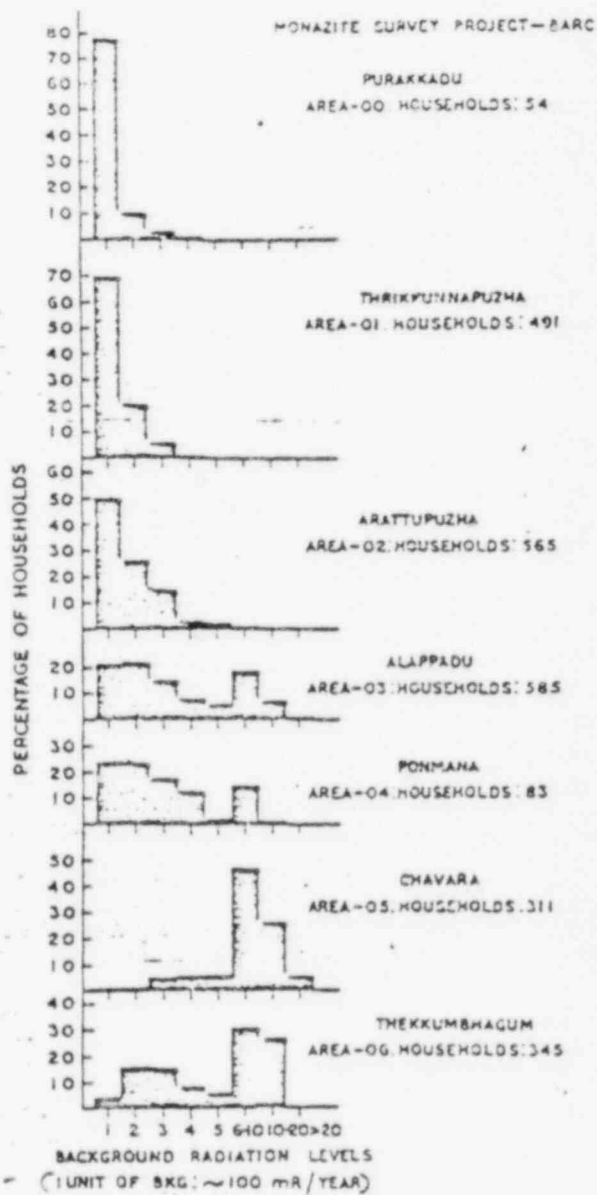 MONAZITE SURVEY PROJECT-BARC
PURAKKADU
AREA-00. HOUSEHOLDS: 54
80
70
60
50
40
30
20
10
THRIKKUNNAPUZHA
AREA-01. HOUSEHOLDS: 491
70
60
50
40
30
20
10
ARATTUPUZHA
AREA-02. HOUSEHOLDS: 565
60
50
40
30
20
10
ALAPPADU
AREA-03. HOUSEHOLDS: 585
20
10
PONMANA
AREA-04. HOUSEHOLDS: 83
30
20
10
CHAVARA
AREA-05. HOUSEHOLDS: 311
50
40
30
20
10
THEKKUMBHAGUM
AREA-06. HOUSEHOLDS: 345
40
30
20
10
PERCENTAGE OF HOUSEHOLDS
1 2 3 4 5 6-10 10-20 >20
BACKGROUND RADIATION LEVELS
(1 UNIT OF BKG: ~100 mR/YEAR)